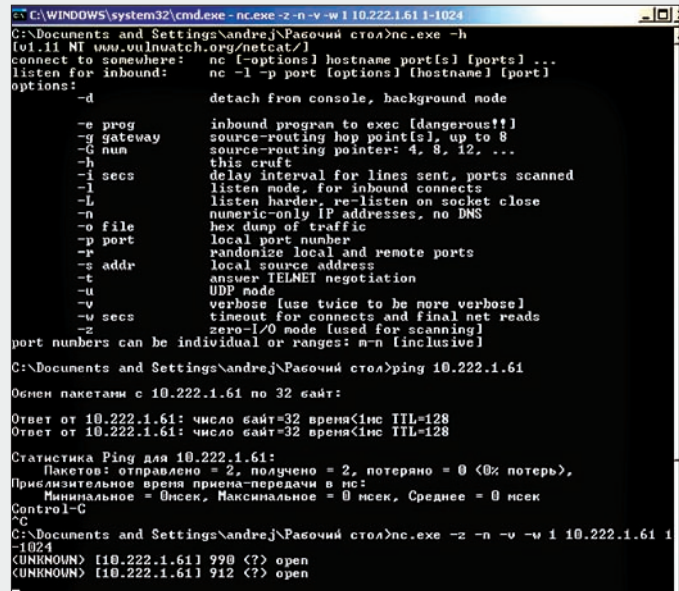 C:\WINDOWS\system32\cmd.exe - nc.exe -z -n -v -w 1 10.222.1.61 1-1024
C:\Documents and Settings\andrej\Рабочий стол>nc.exe -h
[v1.11 NT www.vulnwatch.org/netcat/]
connect to somewhere: nc [-options] hostname port[s] [ports] ...
listen for inbound: nc -l -p port [options] [hostname] [port]
options:
-d detach from console, background mode
-e prog inbound program to exec [dangerous!!]
-g gateway source-routing hop point[s], up to 8
-G num source-routing pointer: 4, 8, 12, ...
-h this cruft
-i secs delay interval for lines sent, ports scanned
-l listen mode, for inbound connects
-L listen harder, re-listen on socket close
-n numeric-only IP addresses, no DNS
-o file hex dump of traffic
-p port local port number
-r randomize local and remote ports
-s addr local source address
-t answer TELNET negotiation
-u UDP mode
-v verbose [use twice to be more verbose]
-w secs timeout for connects and final net reads
-z zero-I/O mode [used for scanning]
port numbers can be individual or ranges: m-n [inclusive]
C:\Documents and Settings\andrej\Рабочий стол>ping 10.222.1.61
Обмен пакетами с 10.222.1.61 по 32 байт:
Ответ от 10.222.1.61: число байт=32 время<1мс TTL=128
Ответ от 10.222.1.61: число байт=32 время<1мс TTL=128
Статистика Ping для 10.222.1.61:
Пакетов: отправлено = 2, получено = 2, потеряно = 0 (0% потерь),
Приблизительное время приема-передачи в мс:
Минимальное = 0мсек, Максимальное = 0 мсек, Среднее = 0 мсек
Control-C
^C
C:\Documents and Settings\andrej\Рабочий стол>nc.exe -z -n -v -w 1 10.222.1.61 1
-1024
(UNKNOWN) [10.222.1.61] 990 (?) open
(UNKNOWN) [10.222.1.61] 912 (?) open